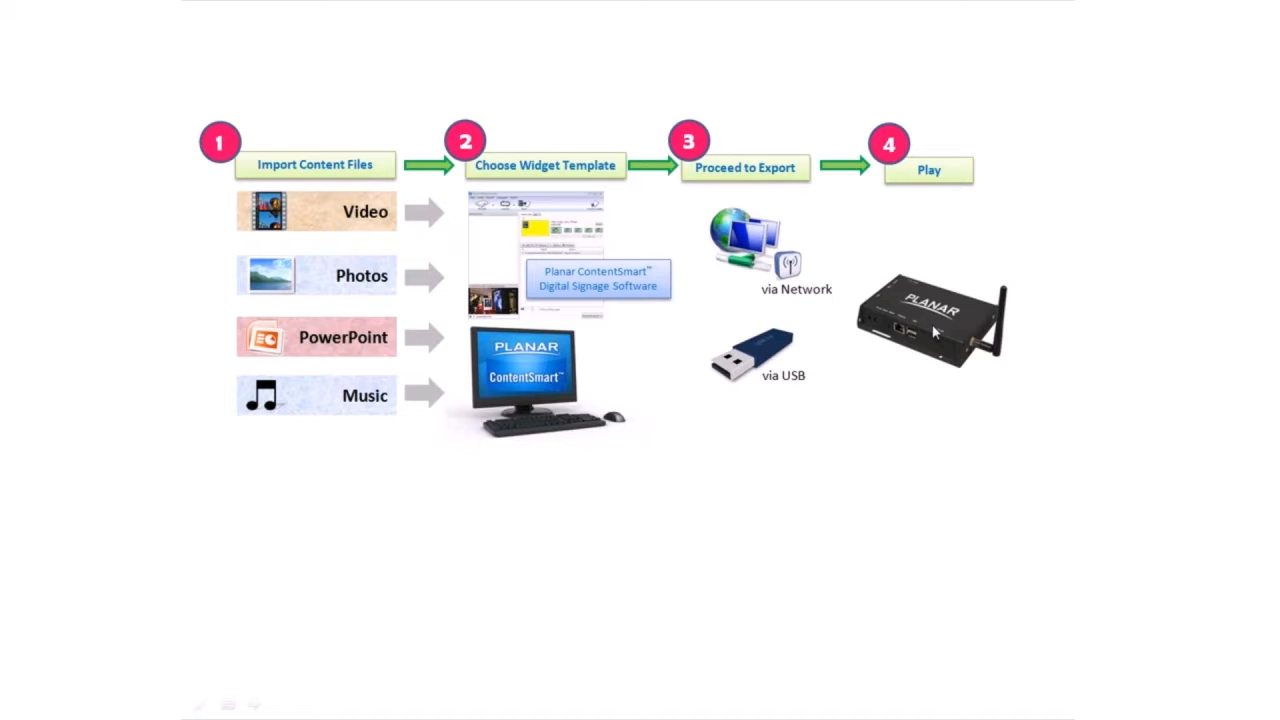 1
Import Content Files
2
Choose Widget Template
3
Proceed to Export
4
Play
Video
Photos
PowerPoint
Music
Planar ContentSmart™
Digital Signage Software
PLANAR
ContentSmart™
via Network
via USB
PLANAR